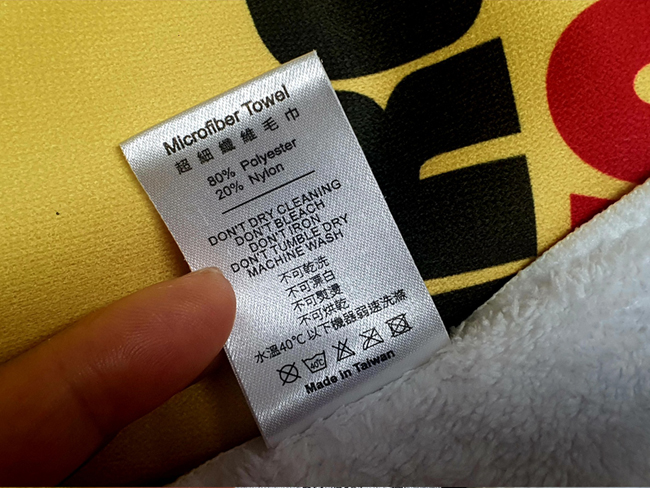 Microfiber Towel
超細纖維毛巾
80% Polyester
20% Nylon
DON'T DRY CLEANING
DON'T BLEACH
DON'T IRON
DON'T TUMBLE DRY
MACHINE WASH
不可乾洗
不可漂白
不可熨燙
不可烘乾
水溫40℃以下機器弱速洗滌
40℃
Made in Taiwan